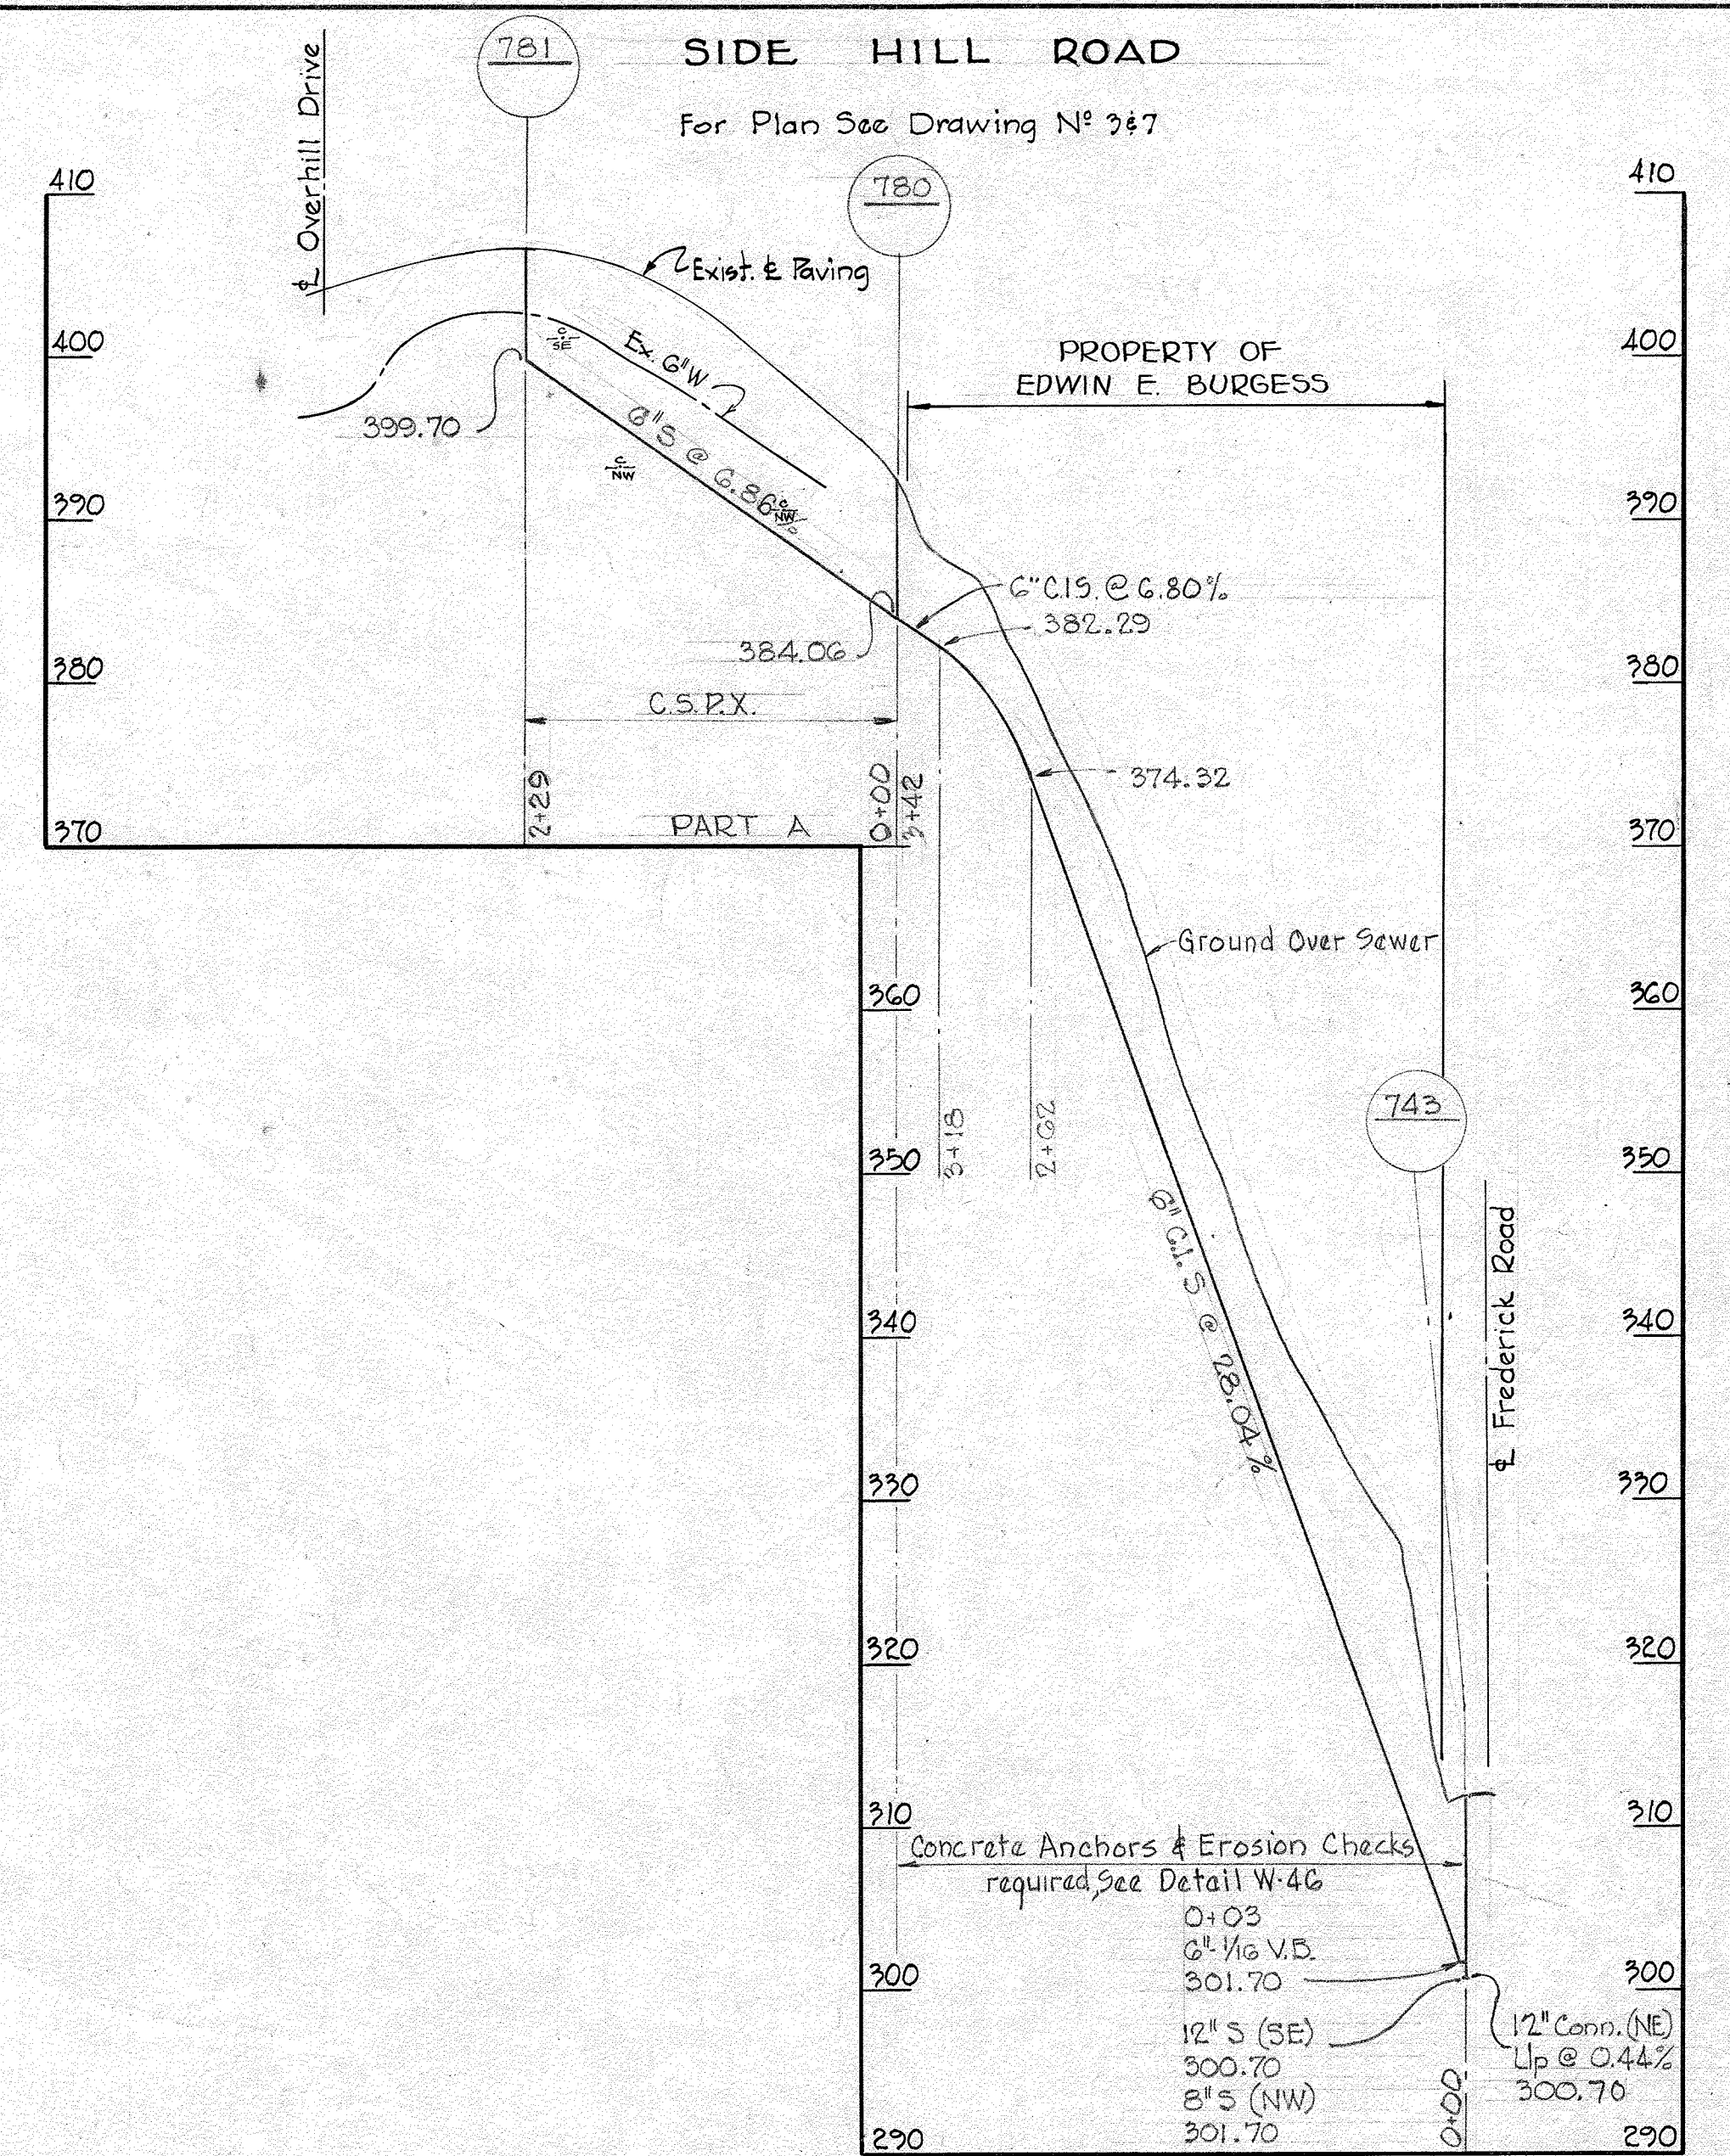 SIDE HILL ROAD
For Plan See Drawing Nº 3&7
℄ Overhill Drive
781
780
410
410
Exist. ℄ Paving
400
400
C
SE
Ex. 6"W
PROPERTY OF
EDWIN E. BURGESS
399.70
6"S @ 6.86%
C
NW
C
NW
390
390
6"C.I.S. @ 6.80%
382.29
384.06
380
380
C.S.P.X.
374.32
2+29
PART A
0+00
3+42
370
370
Ground Over Sewer
360
360
743
3+18
2+62
350
350
6" C.I. S @ 28.04%
℄ Frederick Road
340
340
330
330
320
320
310
310
Concrete Anchors & Erosion Checks
required, See Detail W-46
0+03
6"-1/16 V.B.
301.70
300
300
12" S (SE)
300.70
8" S (NW)
301.70
12" Conn. (NE)
Up @ 0.44%
300.70
0+00
290
290